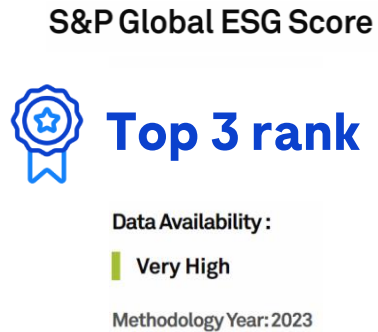 S&P Global ESG Score
Top 3 rank
Data Availability :
Very High
Methodology Year: 2023